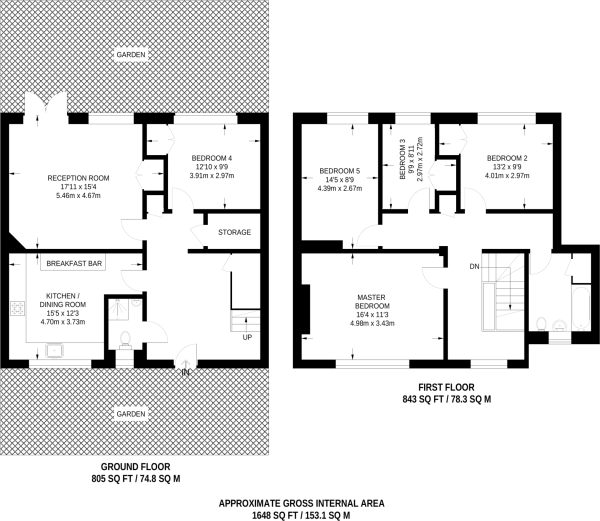 GARDEN
RECEPTION ROOM
17'11 x 15'4
5.46m x 4.67m
BEDROOM 4
12'10 x 9'9
3.91m x 2.97m
STORAGE
BREAKFAST BAR
KITCHEN /
DINING ROOM
15'5 x 12'3
4.70m x 3.73m
UP
IN
GARDEN
GROUND FLOOR
805 SQ FT / 74.8 SQ M
BEDROOM 5
14'5 x 8'9
4.39m x 2.67m
BEDROOM 3
9'9 x 8'11
2.97m x 2.72m
BEDROOM 2
13'2 x 9'9
4.01m x 2.97m
MASTER
BEDROOM
16'4 x 11'3
4.98m x 3.43m
DN
FIRST FLOOR
843 SQ FT / 78.3 SQ M
APPROXIMATE GROSS INTERNAL AREA
1648 SQ FT / 153.1 SQ M